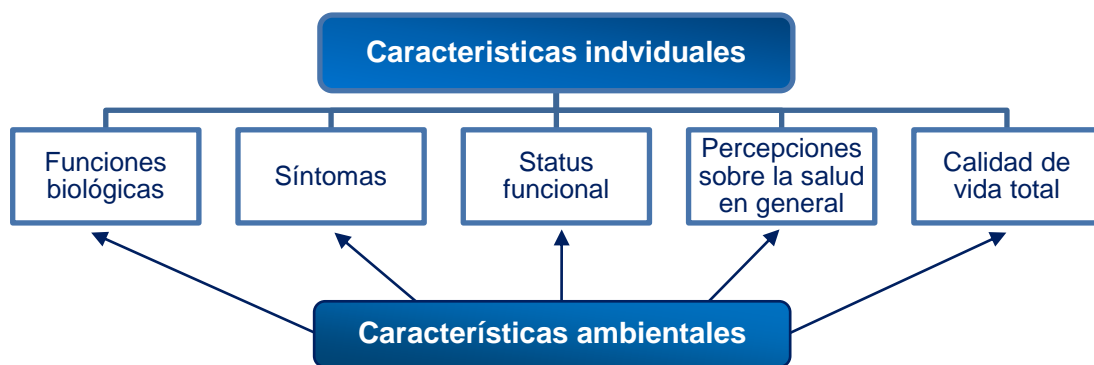 Caracteristicas indviduales
Funciones
biológicas
Síntomas
Status
funcional
Percepciones
sobre la salud
en general
Calidad de
vida total
Características ambientales